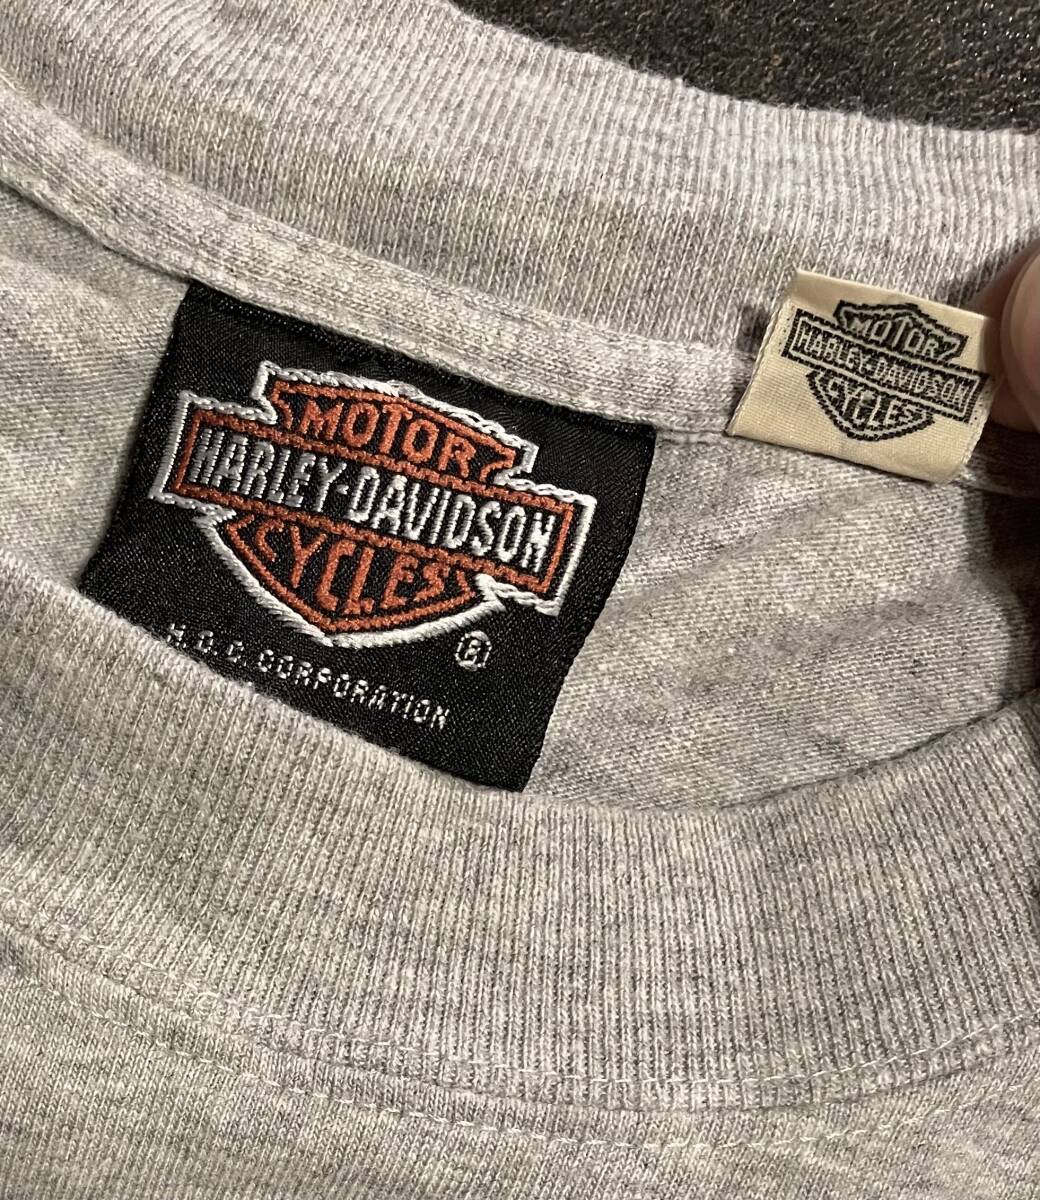 MOTOR
HARLEY-DAVIDSON
CYCLES
®
H.D.C. CORPORATION
MOTOR
HARLEY-DAVIDSON
CYCLES